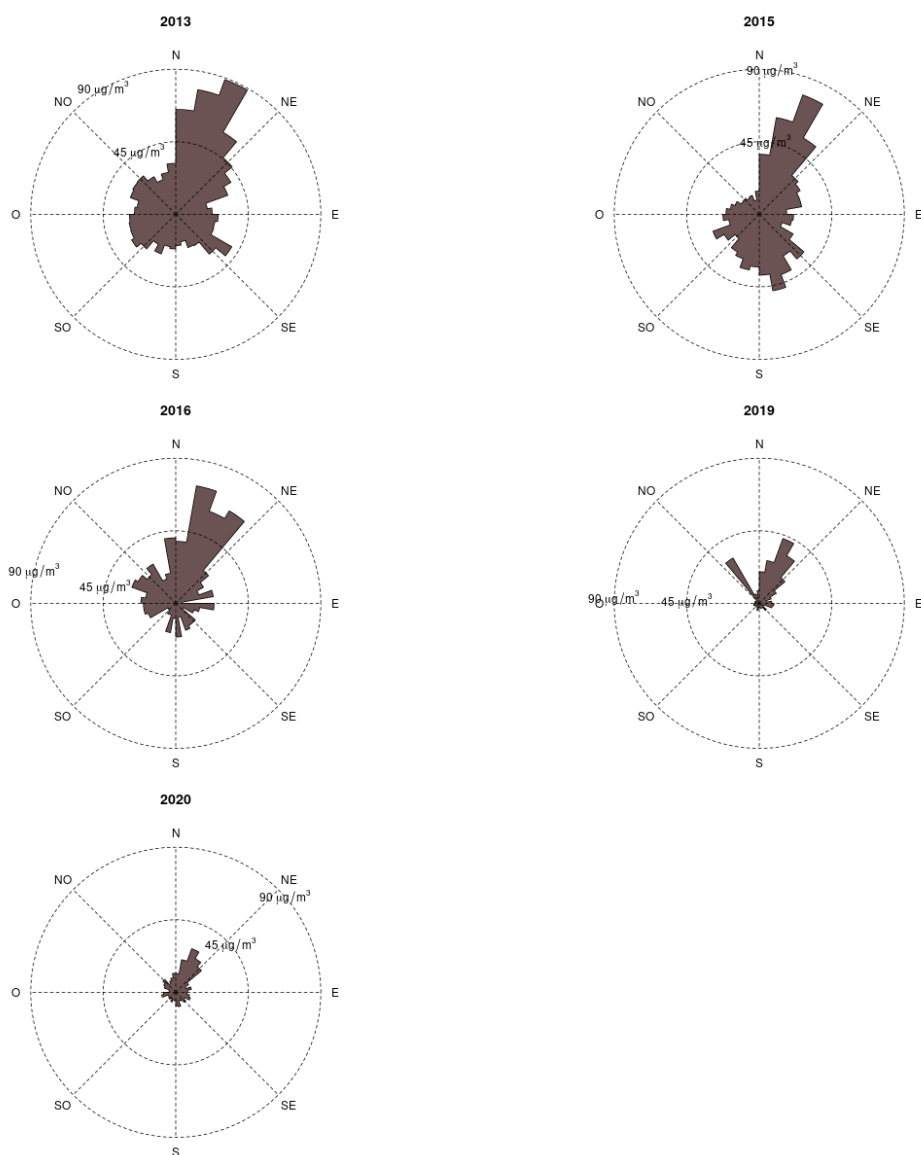 2013
N
90 μg/m³
NO
NE
45 μg/m³
O
E
SO
SE
S
2015
N
90 μg/m³
NO
NE
45 μg/m³
O
E
SO
SE
S
2016
N
NO
NE
90 μg/m³
45 μg/m³
O
E
SO
SE
S
2019
N
NO
NE
90 μg/m³
45 μg/m³
O
E
SO
SE
S
2020
N
NO
NE
90 μg/m³
45 μg/m³
O
E
SO
SE
S